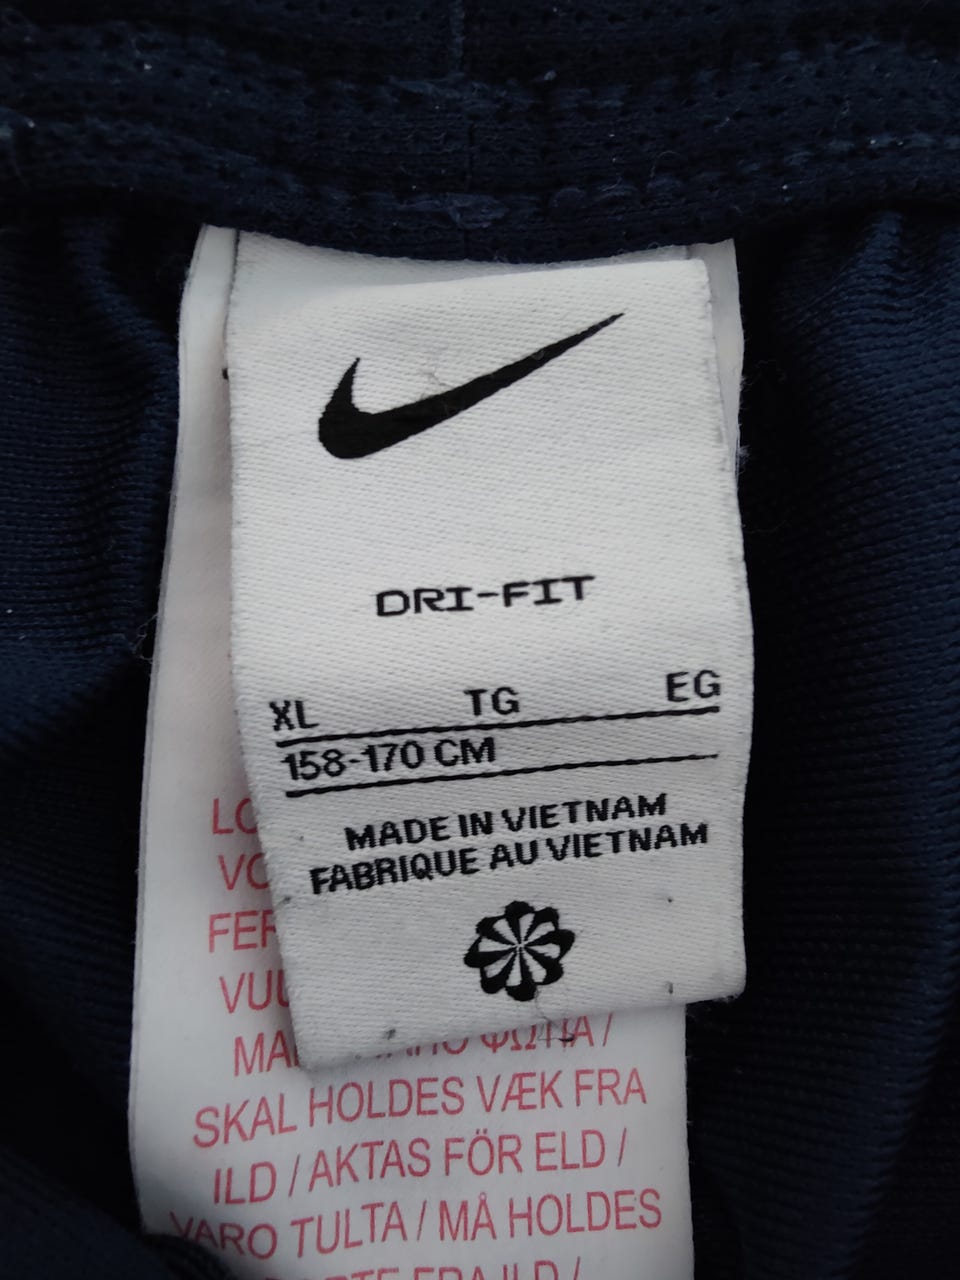 DRI-FIT
XL TG EG
158-170 CM
MADE IN VIETNAM
FABRIQUE AU VIETNAM
SKAL HOLDES VÆK FRA
ILD / AKTAS FÖR ELD /
VARO TULTA / MÅ HOLDES